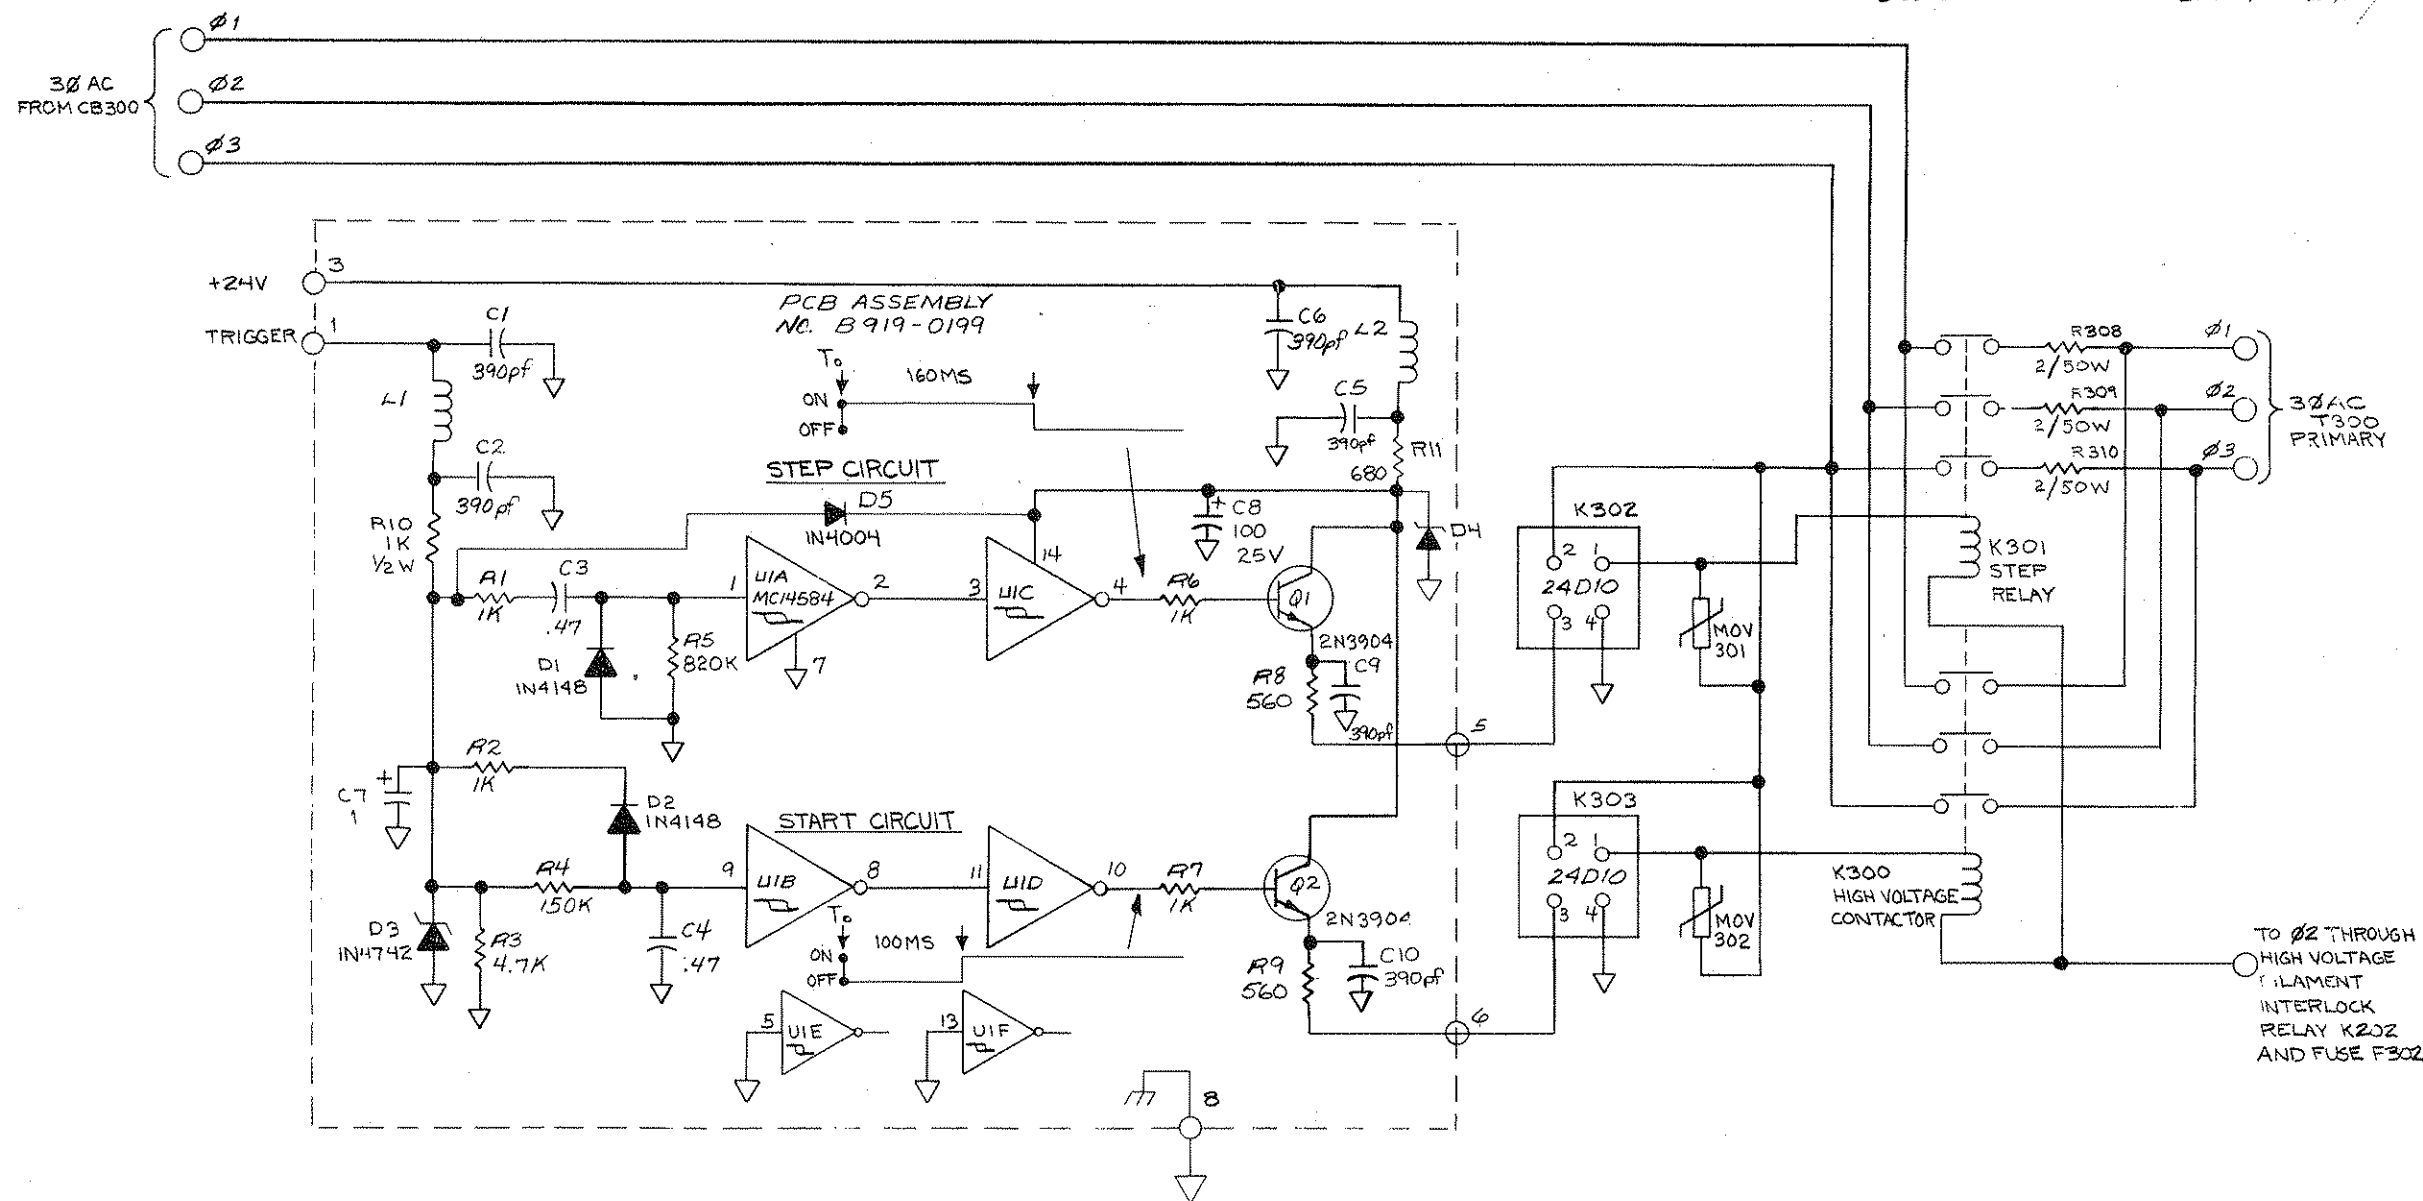 Ø1
3Ø AC
FROM CB300
Ø2
Ø3
+24V
3
TRIGGER
1
C1
390pf
L1
C2
390pf
R10
1K
1/2 W
PCB ASSEMBLY
NO. B919-0199
To
160MS
ON
OFF
STEP CIRCUIT
D5
1N4004
C6
390pf
L2
C5
390pf
R11
680
C8
+
100
25V
D4
R1
1K
C3
.47
D1
1N4148
R5
820K
1
U1A
MC14584
2
7
3
U1C
14
4
R6
1K
Q1
2N3904
C9
390pf
R8
560
5
R2
1K
C7
+
1
D2
1N4148
START CIRCUIT
R4
150K
D3
1N4742
R3
4.7K
C4
.47
9
U1B
8
11
U1D
10
R7
1K
Q2
2N3904
C10
390pf
R9
560
6
To
100MS
ON
OFF
5
U1E
13
U1F
8
K302
2 1
24D10
3 4
MOV
301
K303
2 1
24D10
3 4
MOV
302
R308
2/50W
R309
2/50W
R310
2/50W
Ø1
Ø2
Ø3
3Ø AC
T300
PRIMARY
K301
STEP
RELAY
K300
HIGH VOLTAGE
CONTACTOR
TO Ø2 THROUGH
HIGH VOLTAGE
FILAMENT
INTERLOCK
RELAY K202
AND FUSE F302